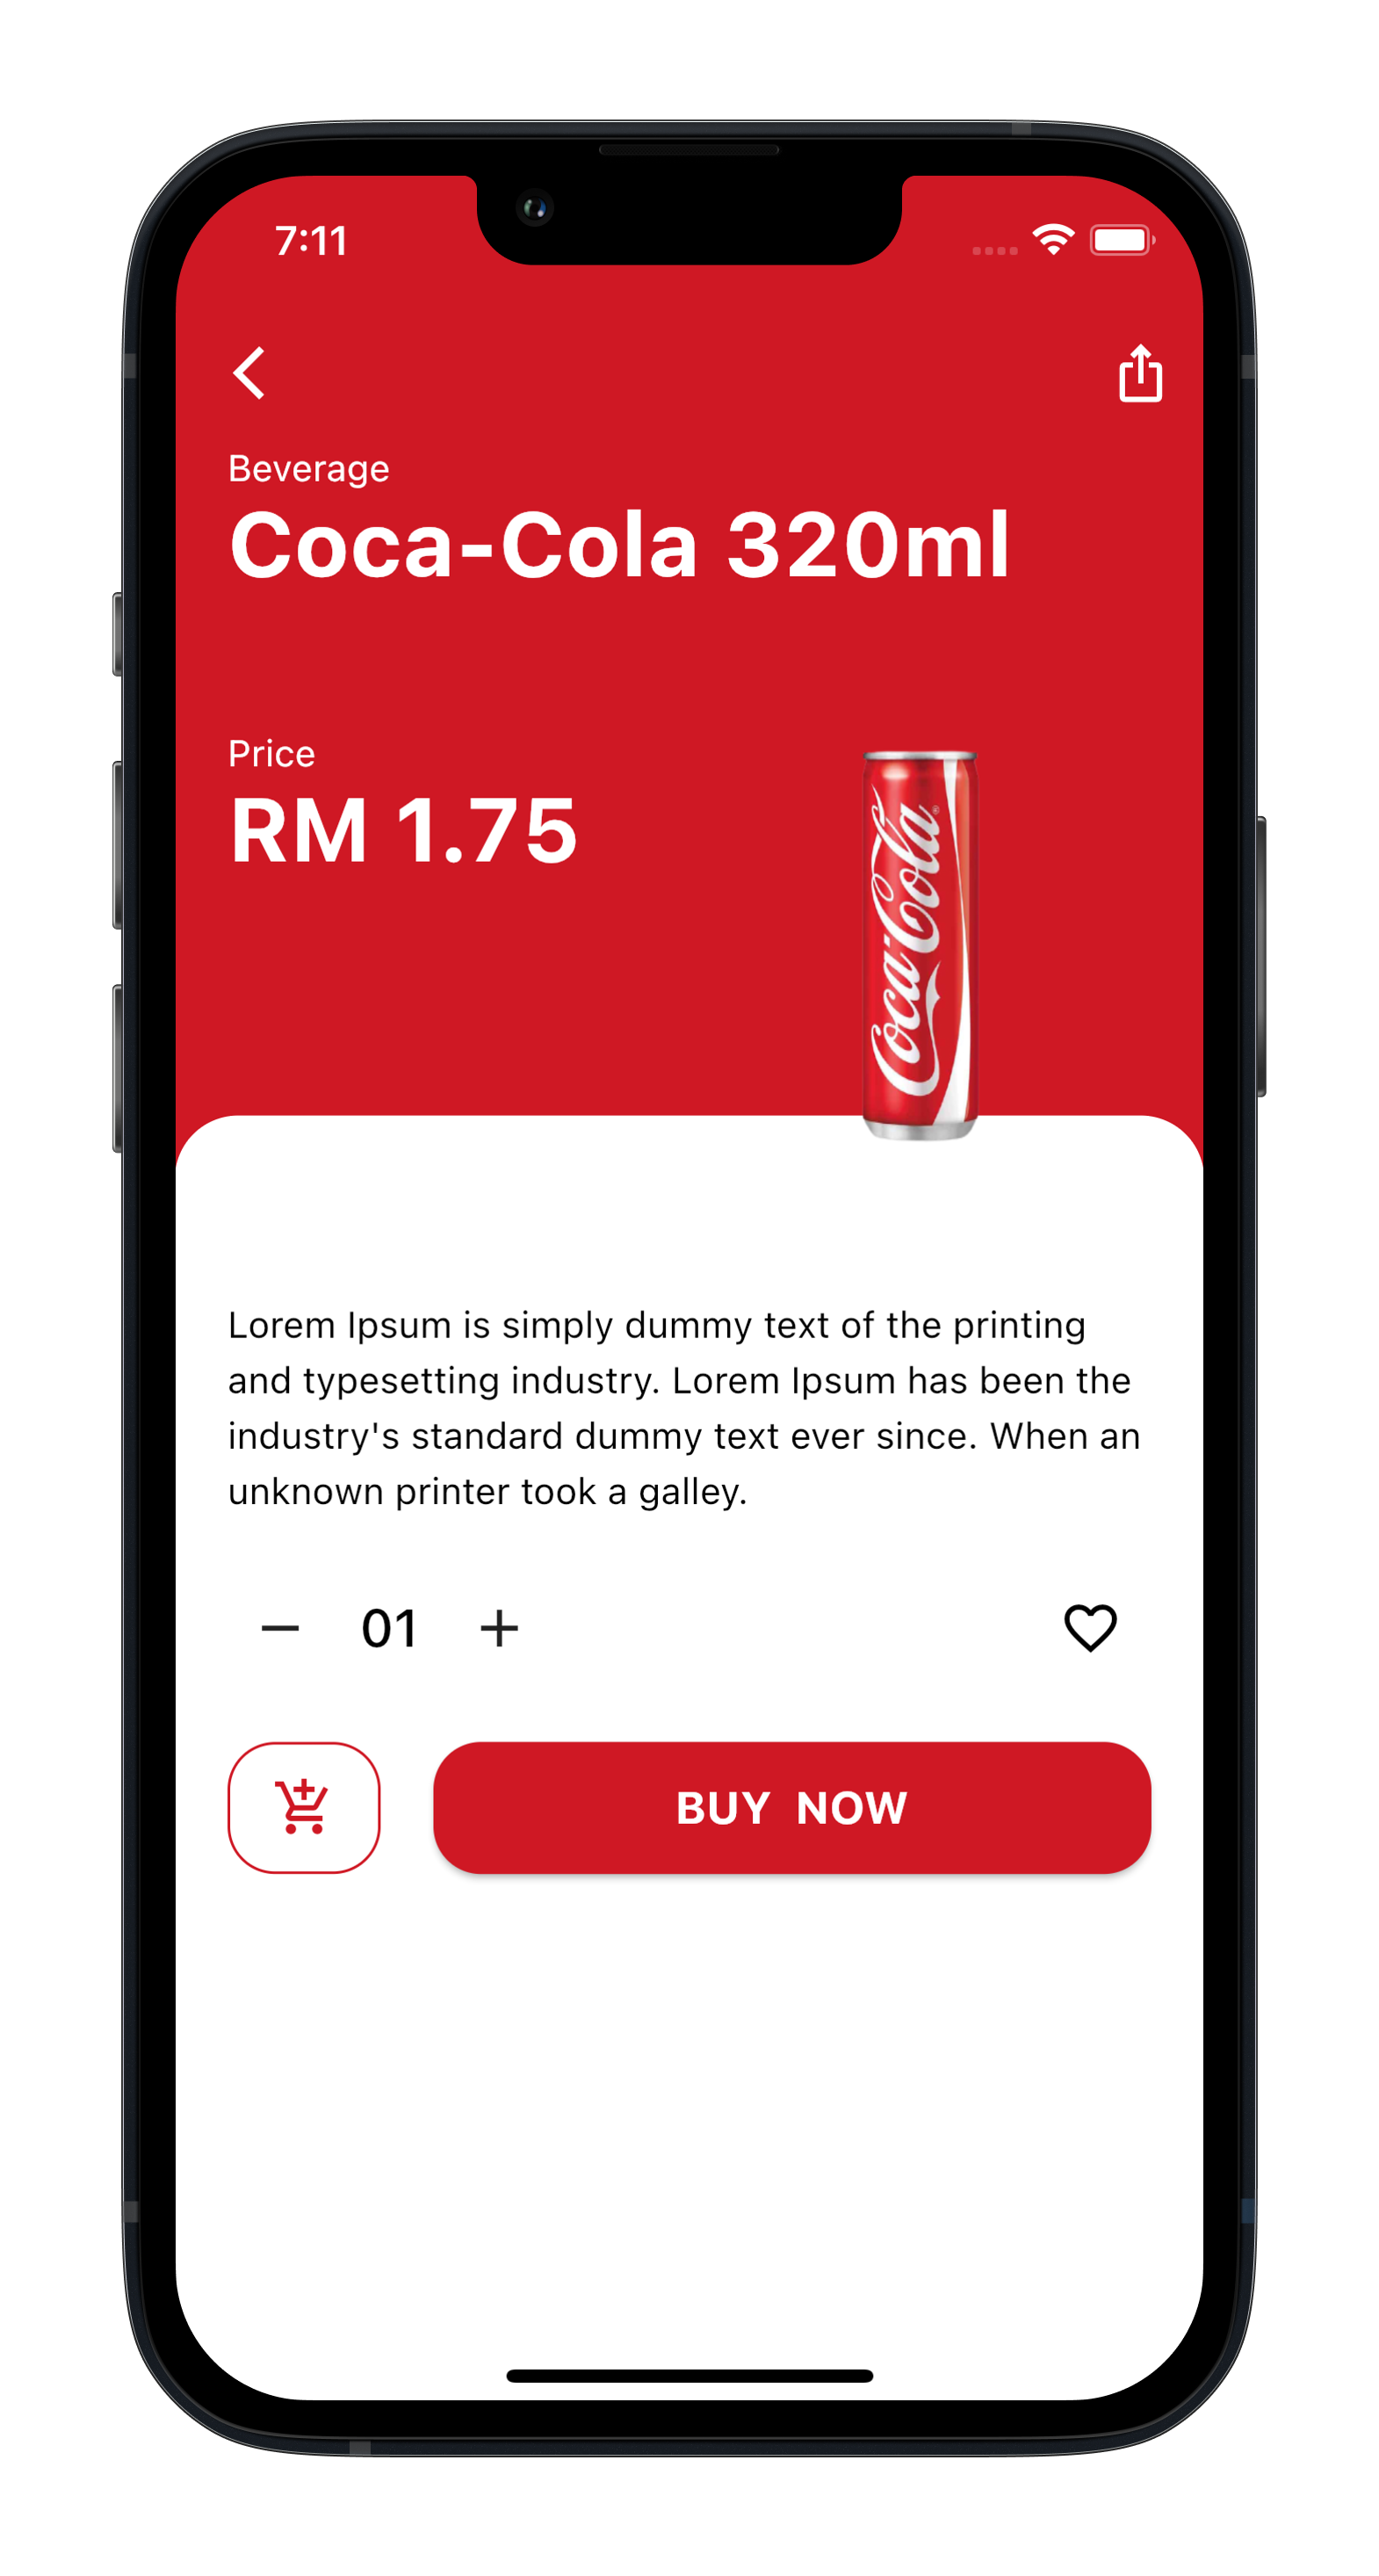 7:11
Beverage
Coca-Cola 320ml
Price
RM 1.75
Coca-Cola
Lorem Ipsum is simply dummy text of the printing
and typesetting industry. Lorem Ipsum has been the
industry's standard dummy text ever since. When an
unknown printer took a galley.
01
BUY NOW